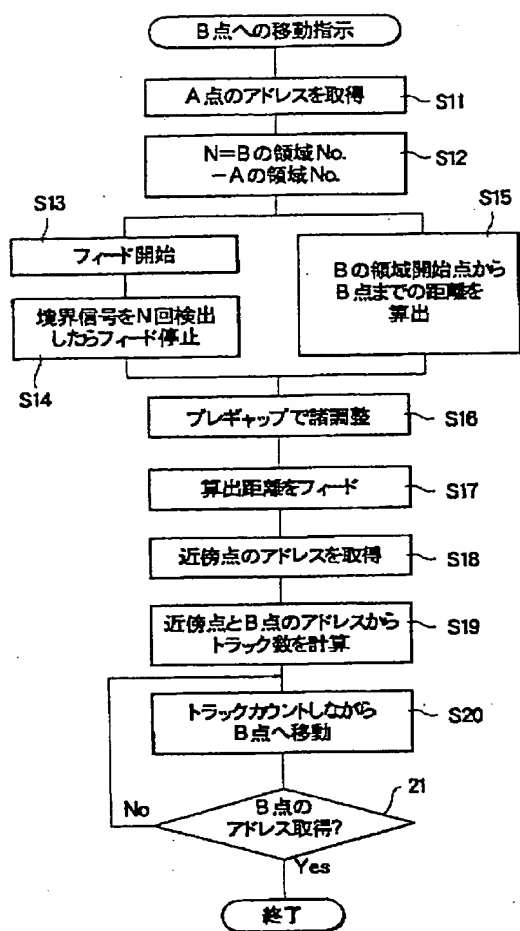 B点への移動指示
A点のアドレスを取得
S11
N=Bの領域No.
-Aの領域No.
S12
S13
フィード開始
境界信号をN回検出
したらフィード停止
S14
S15
Bの領域開始点から
B点までの距離を
算出
プレギャップで諸調整
S16
算出距離をフィード
S17
近傍点のアドレスを取得
S18
近傍点とB点のアドレスから
トラック数を計算
S19
トラックカウントしながら
B点へ移動
S20
B点の
アドレス取得?
21
No
Yes
終了